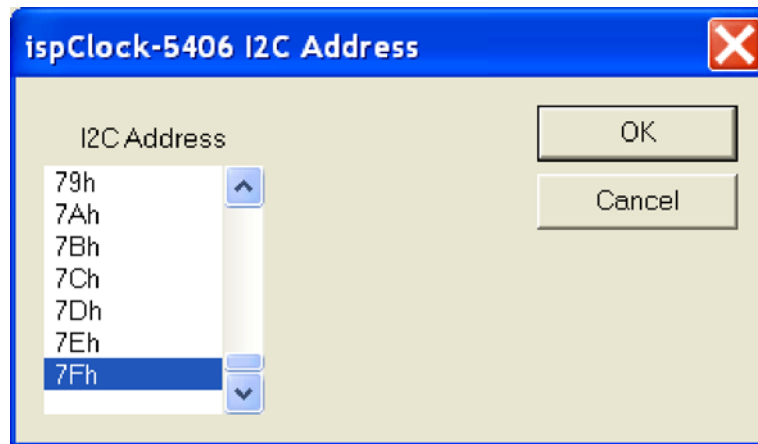 ispClock-5406 I2C Address
I2C Address
79h
7Ah
7Bh
7Ch
7Dh
7Eh
7Fh
OK
Cancel